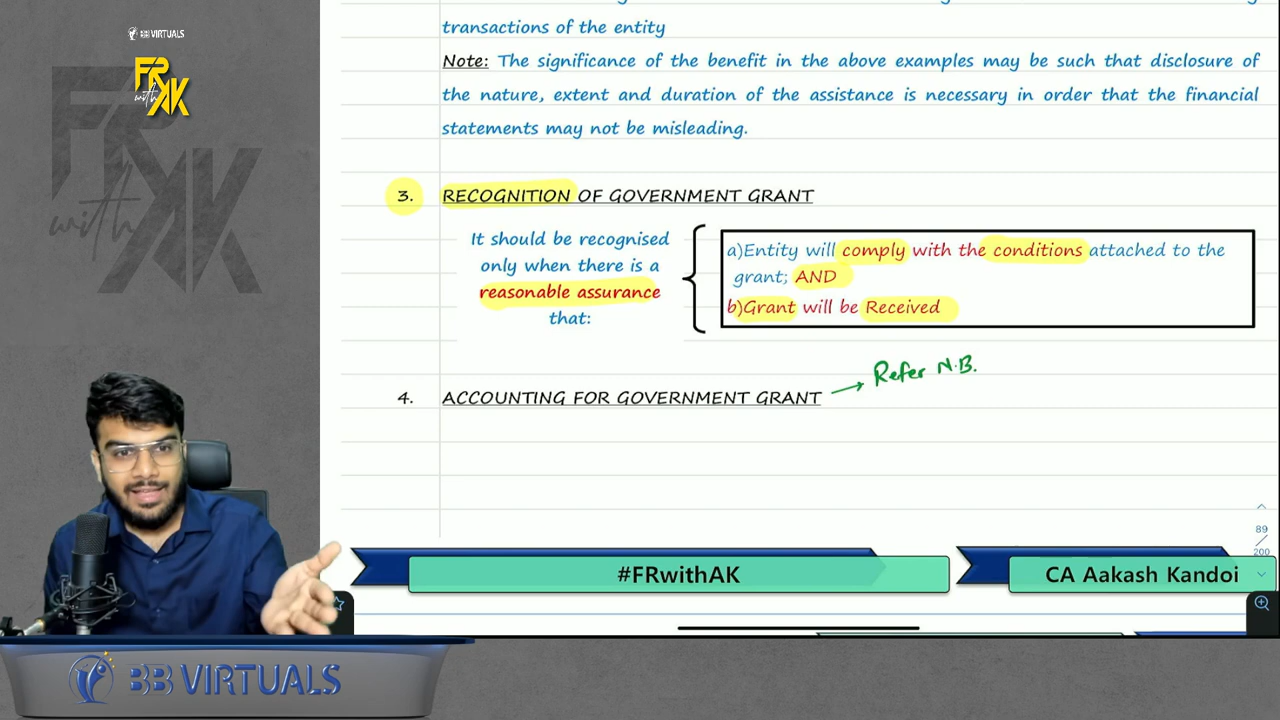 BB VIRTUALS
FR
with
AK
FR
with
AK
transactions of the entity
Note: The significance of the benefit in the above examples may be such that disclosure of
the nature, extent and duration of the assistance is necessary in order that the financial
statements may not be misleading.
3. RECOGNITION OF GOVERNMENT GRANT
It should be recognised
only when there is a
reasonable assurance
that:
a)Entity will comply with the conditions attached to the
grant; AND
b)Grant will be Received
Refer N.B.
4. ACCOUNTING FOR GOVERNMENT GRANT
89
200
#FRwithAK
CA Aakash Kandoi
BB VIRTUALS